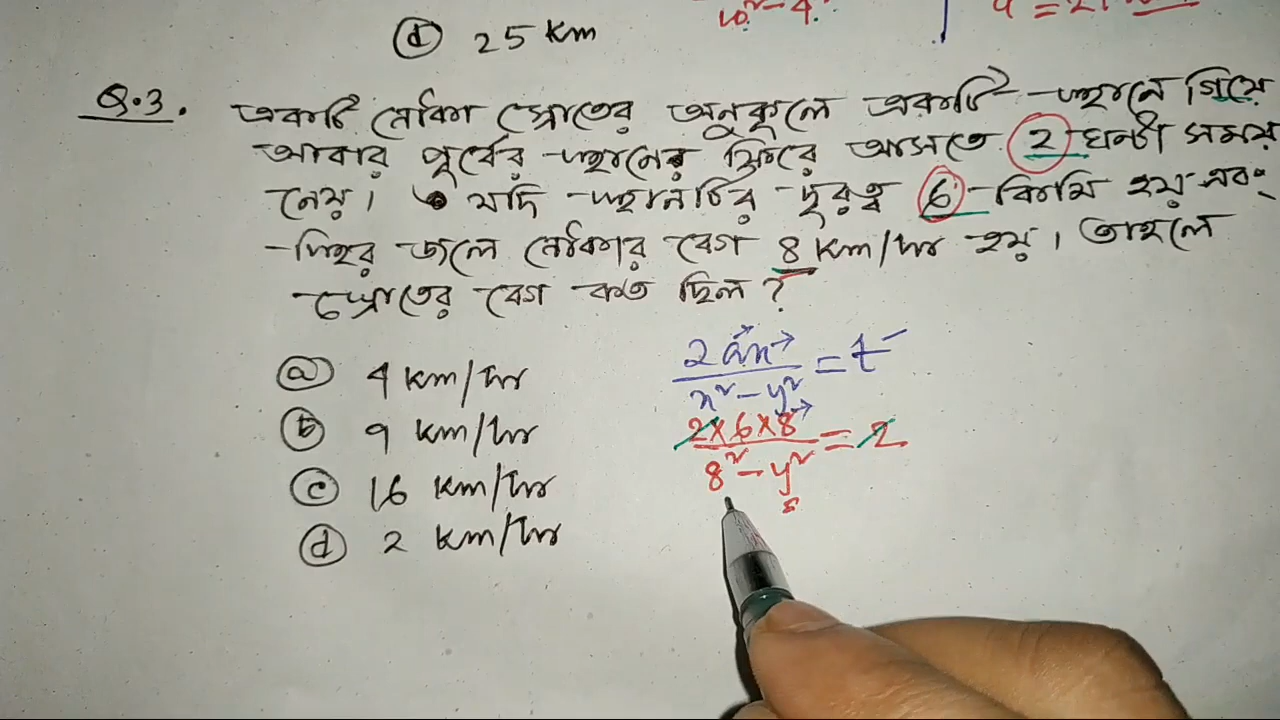 ⓓ 25 km
10² - 4²
Q.3. একটি নৌকা স্রোতের অনুকূলে একটি স্থানে গিয়ে
আবার পূর্বের স্থানের ফিরে আসতে 2 ঘন্টা সময়
নেয়। যদি স্থানটির দূরত্ব 6 কিমি হয় এবং
স্থির জলে নৌকার বেগ 8 km/hr হয়। তাহলে
স্রোতের বেগ কত ছিল?
ⓐ 4 km/hr
ⓑ 9 km/hr
ⓒ 16 km/hr
ⓓ 2 km/hr
2dx / x² - y² = t
2×6×8 / 8² - y² = 2